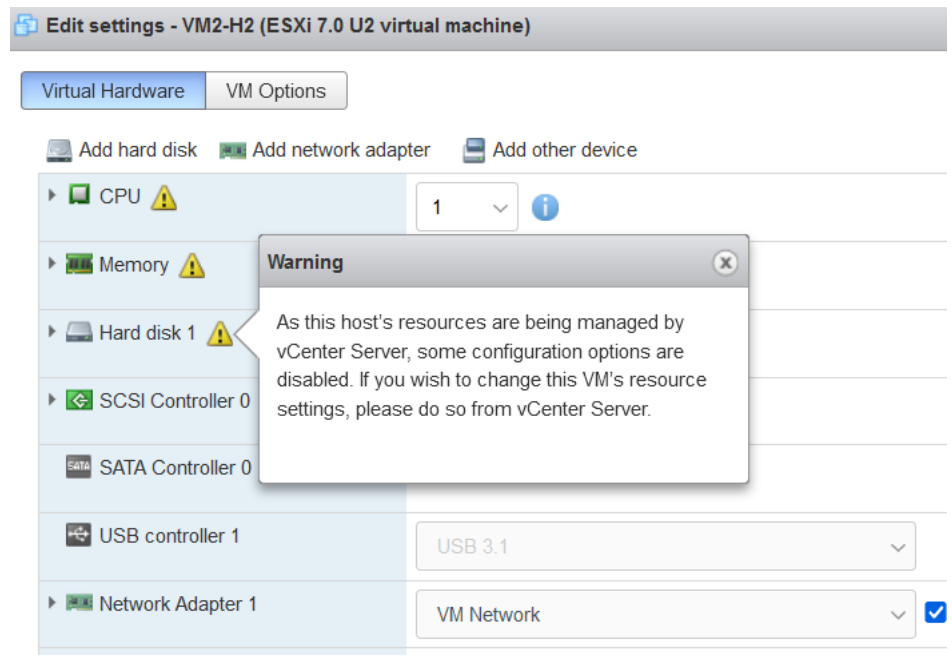 Edit settings - VM2-H2 (ESXi 7.0 U2 virtual machine)
Virtual Hardware VM Options
Add hard disk Add network adapter Add other device
CPU 1
Memory
Warning
Hard disk 1
As this host's resources are being managed by
vCenter Server, some configuration options are
disabled. If you wish to change this VM's resource
settings, please do so from vCenter Server.
SCSI Controller 0
SATA SATA Controller 0
USB controller 1 USB 3.1
Network Adapter 1 VM Network